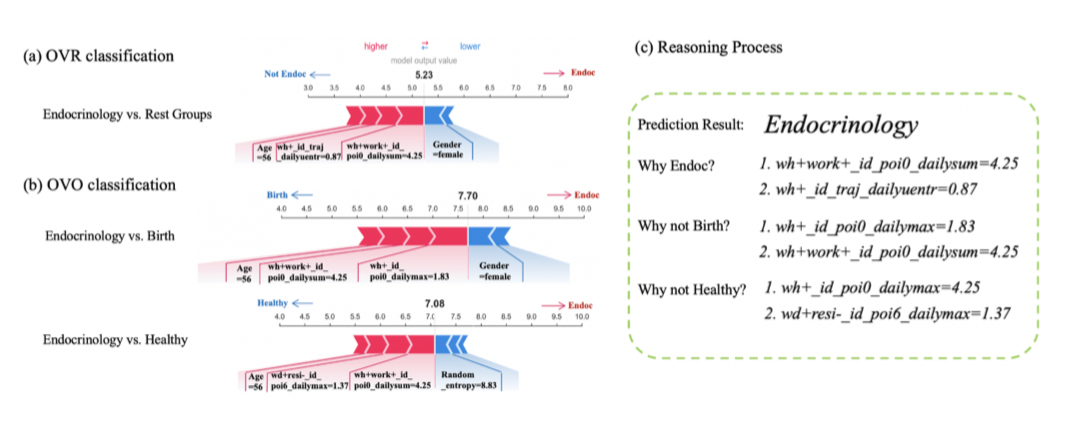 (a) OVR classification
higher
lower
model output value
5.23
Not Endoc
Endoc
3.0 3.5 4.0 4.5 5.0 5.5 6.0 6.5 7.0 7.5 8.0
Endocrinology vs. Rest Groups
Age =56
wh+_id_traj _dailyuentr=0.87
wh+work+_id_ poi0_dailysum=4.25
Gender =female
(b) OVO classification
Birth
7.70
Endoc
4.0 4.5 5.0 5.5 6.0 6.5 7.0 7.5 8.0 8.5 9.0 9.5 10.0
Endocrinology vs. Birth
Age =56
wh+work+_id_ poi0_dailysum=4.25
wh+_id_ poi0_dailymax=1.83
Gender =female
Healthy
7.08
Endoc
4.0 4.5 5.0 5.5 6.0 6.5 7.0 7.5 8.0 8.5 9.0 9.5 10.0
Endocrinology vs. Healthy
Age =56
wd+resi-_id_ poi6_dailymax=1.37
wh+work+_id_ poi0_dailysum=4.25
Random _entropy=8.83
(c) Reasoning Process
Prediction Result: Endocrinology
Why Endoc? 1. wh+work+_id_poi0_dailysum=4.25
2. wh+_id_traj_dailyuentr=0.87
Why not Birth? 1. wh+_id_poi0_dailymax=1.83
2. wh+work+_id_poi0_dailysum=4.25
Why not Healthy? 1. wh+_id_poi0_dailymax=4.25
2. wd+resi-_id_poi6_dailymax=1.37